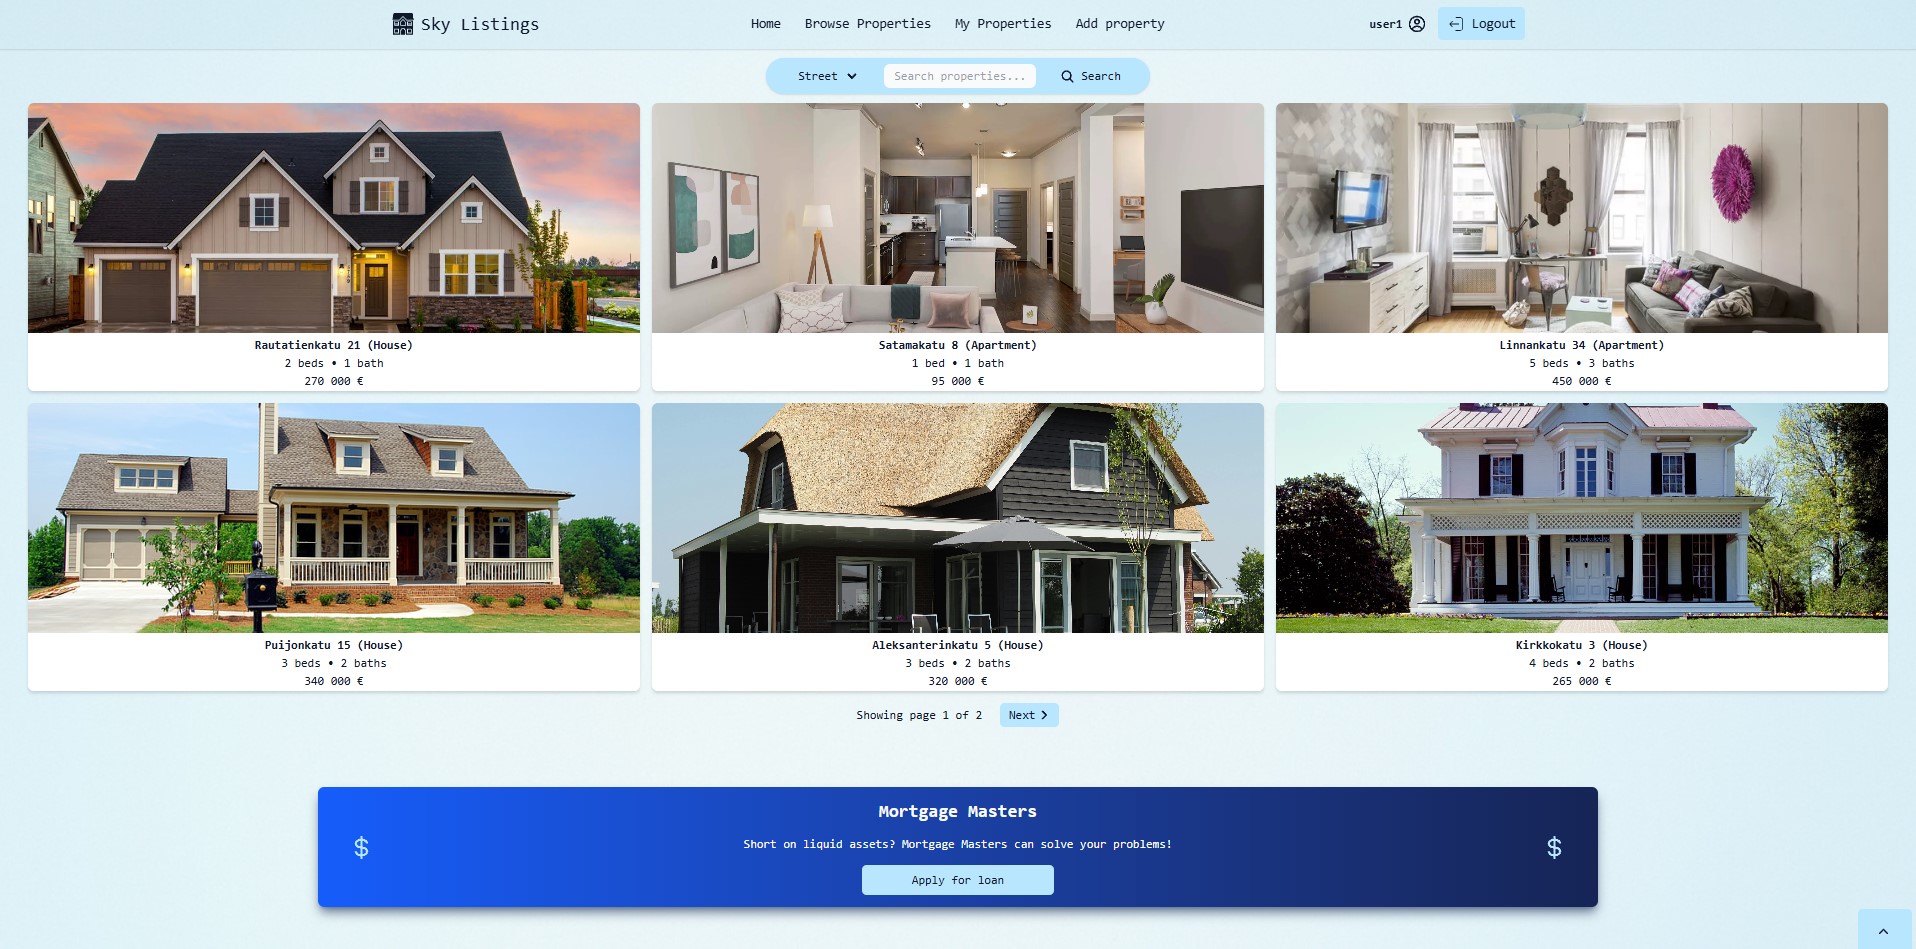 Sky Listings
Home Browse Properties My Properties Add property
user1 Logout
Street Search properties... Search
Rautatienkatu 21 (House)
2 beds • 1 bath
270 000 €
Satamakatu 8 (Apartment)
1 bed • 1 bath
95 000 €
Linnankatu 34 (Apartment)
5 beds • 3 baths
450 000 €
Puijonkatu 15 (House)
3 beds • 2 baths
340 000 €
Aleksanterinkatu 5 (House)
3 beds • 2 baths
320 000 €
Kirkkokatu 3 (House)
4 beds • 2 baths
265 000 €
Showing page 1 of 2 Next
Mortgage Masters
$ $
Short on liquid assets? Mortgage Masters can solve your problems!
Apply for loan